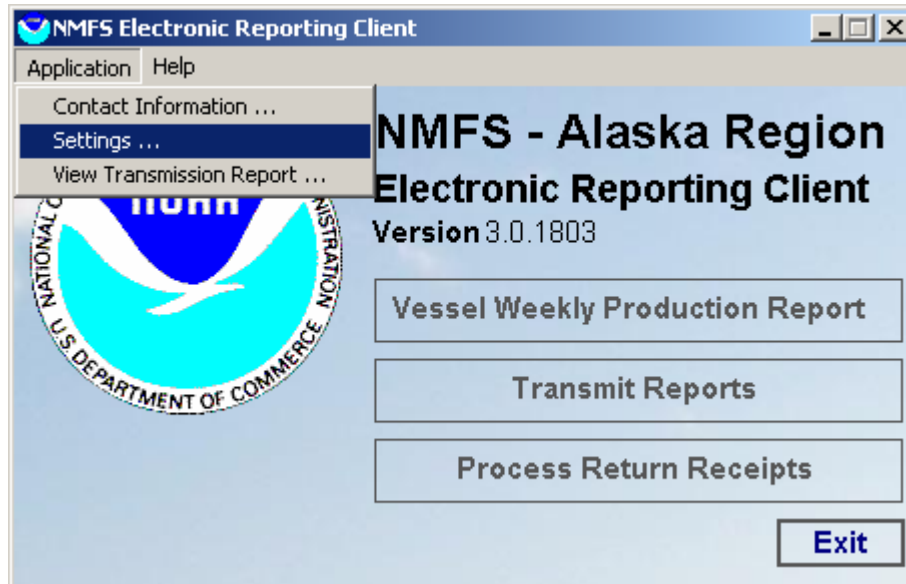 NMFS Electronic Reporting Client
Application Help
Contact Information ...
Settings ...
View Transmission Report ...
NMFS - Alaska Region
Electronic Reporting Client
Version 3.0.1803
NATIONAL
U.S. DEPARTMENT OF COMMERCE
Vessel Weekly Production Report
Transmit Reports
Process Return Receipts
Exit